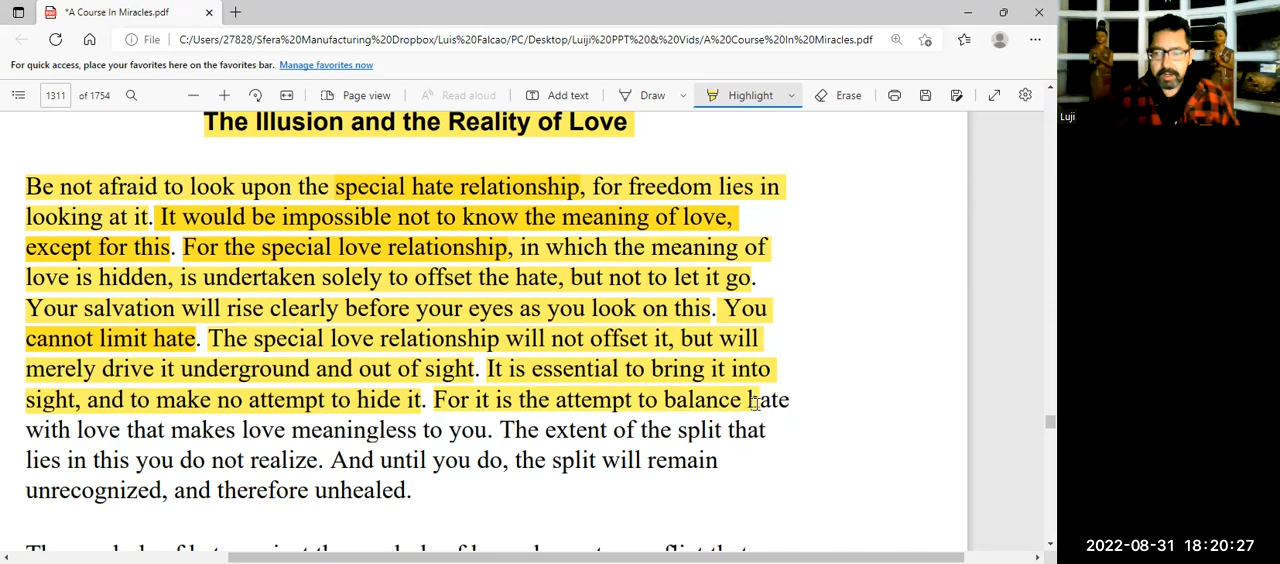 *A Course In Miracles.pdf
File C:/Users/27828/Sfera%20Manufacturing%20Dropbox/Luis%20Falcao/PC/Desktop/Luiji%20PPT%20&%20Vids/A%20Course%20In%20Miracles.pdf
For quick access, place your favorites here on the favorites bar. Manage favorites now
1311 of 1754 Page view Read aloud Add text Draw Highlight Erase
Luji
The Illusion and the Reality of Love
Be not afraid to look upon the special hate relationship, for freedom lies in
looking at it. It would be impossible not to know the meaning of love,
except for this. For the special love relationship, in which the meaning of
love is hidden, is undertaken solely to offset the hate, but not to let it go.
Your salvation will rise clearly before your eyes as you look on this. You
cannot limit hate. The special love relationship will not offset it, but will
merely drive it underground and out of sight. It is essential to bring it into
sight, and to make no attempt to hide it. For it is the attempt to balance hate
with love that makes love meaningless to you. The extent of the split that
lies in this you do not realize. And until you do, the split will remain
unrecognized, and therefore unhealed.
2022-08-31 18:20:27